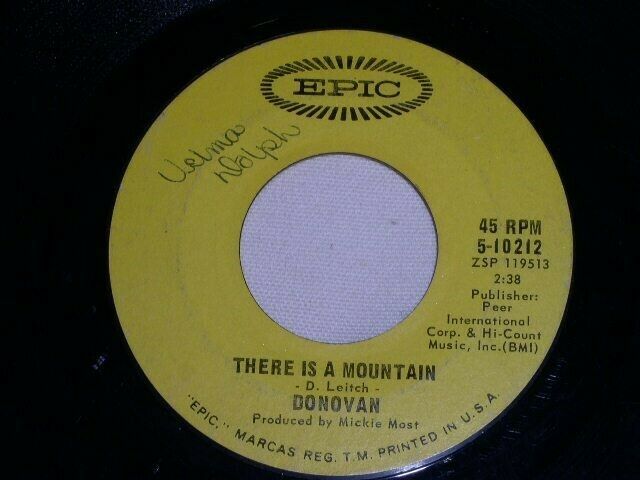 EPIC
Velma
Dolph
45 RPM
5-10212
ZSP 119513
2:38
Publisher:
Peer
International
Corp. & Hi-Count
Music, Inc.(BMI)
THERE IS A MOUNTAIN
- D. Leitch -
DONOVAN
Produced by Mickie Most
"EPIC," MARCAS REG. T.M. PRINTED IN U.S.A.